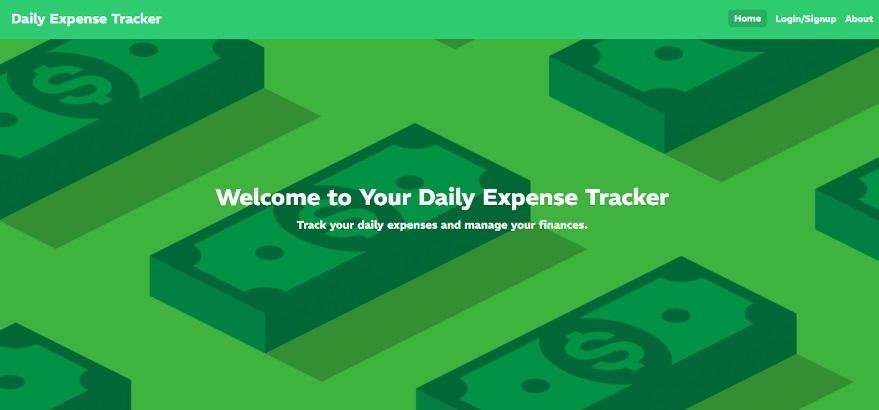 Daily Expense Tracker
Home Login/Signup About
Welcome to Your Daily Expense Tracker
Track your daily expenses and manage your finances.
$
$
$